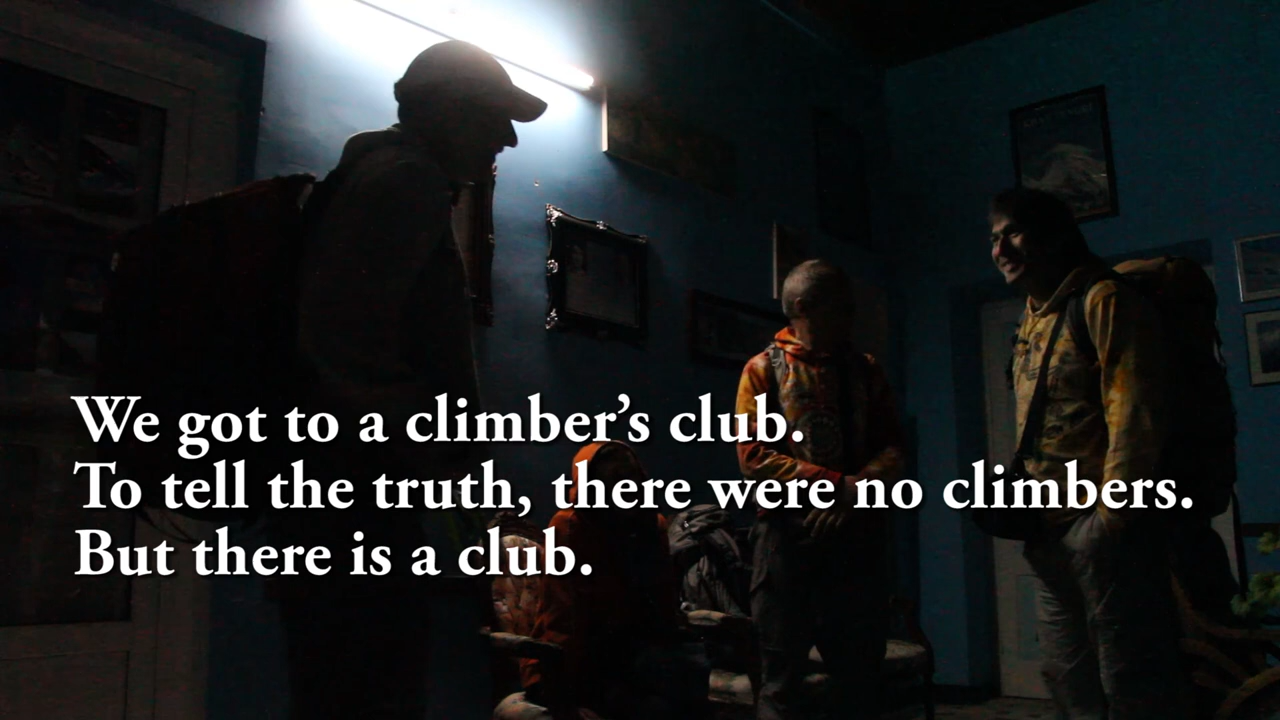 We got to a climber’s club.
To tell the truth, there were no climbers.
But there is a club.